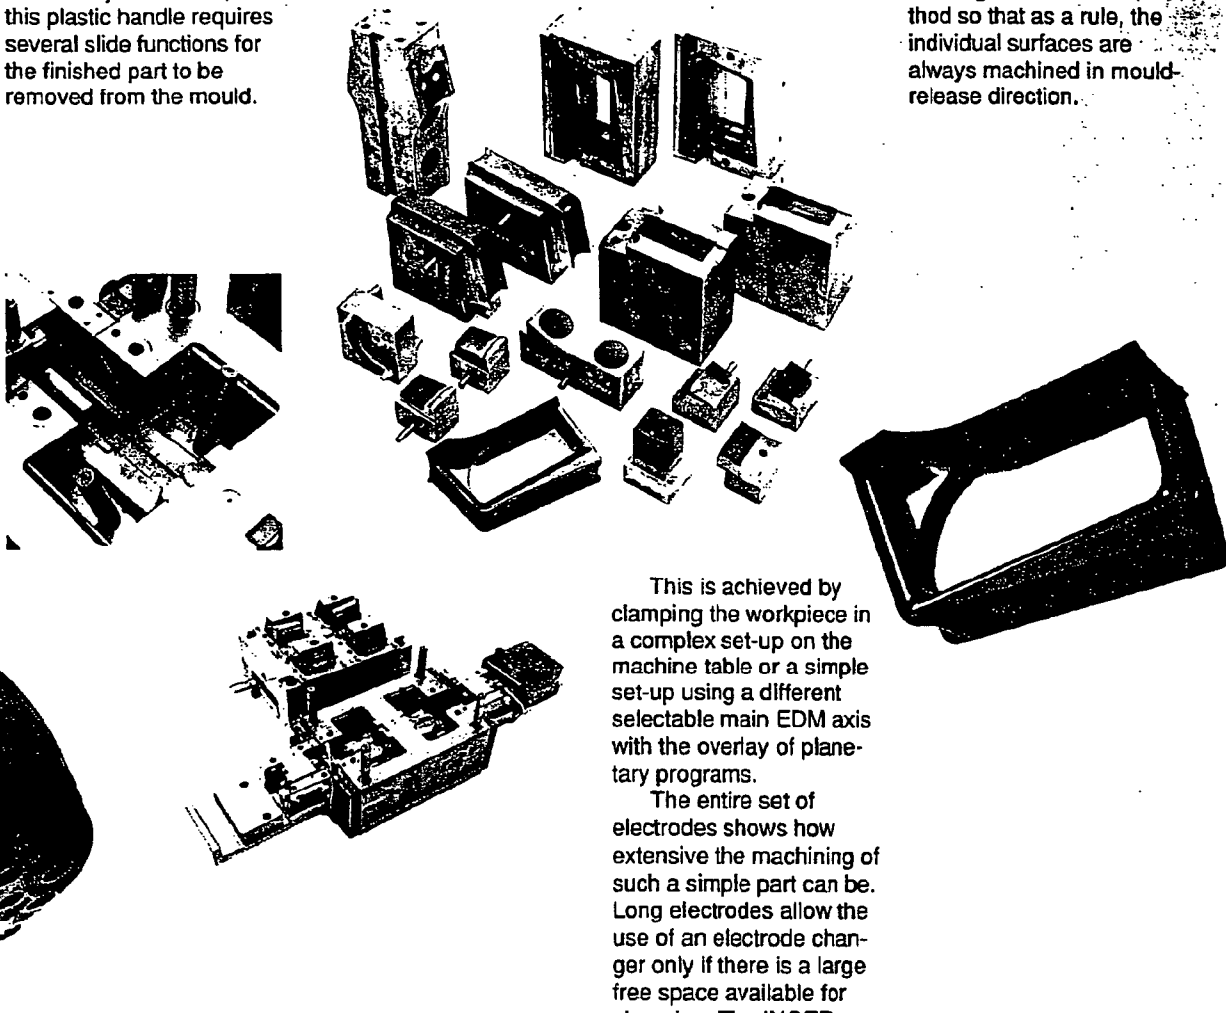 this plastic handle requires
several slide functions for
the finished part to be
removed from the mould.
thod so that as a rule, the
individual surfaces are
always machined in mould-
release direction.
This is achieved by
clamping the workpiece in
a complex set-up on the
machine table or a simple
set-up using a different
selectable main EDM axis
with the overlay of plane-
tary programs.
The entire set of
electrodes shows how
extensive the machining of
such a simple part can be.
Long electrodes allow the
use of an electrode chan-
ger only if there is a large
free space available for